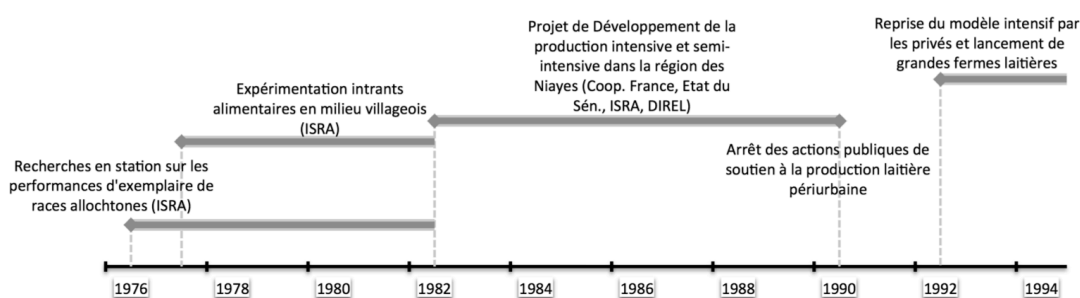 Recherches en station sur les
performances d'exemplaire de
races allochtones (ISRA)
Expérimentation intrants
alimentaires en milieu villageois
(ISRA)
Projet de Développement de la
production intensive et semi-
intensive dans la région des
Niayes (Coop. France, Etat du
Sén., ISRA, DIREL)
Arrêt des actions publiques de
soutien à la production laitière
périurbaine
Reprise du modèle intensif par
les privés et lancement de
grandes fermes laitières
1976 1978 1980 1982 1984 1986 1988 1990 1992 1994